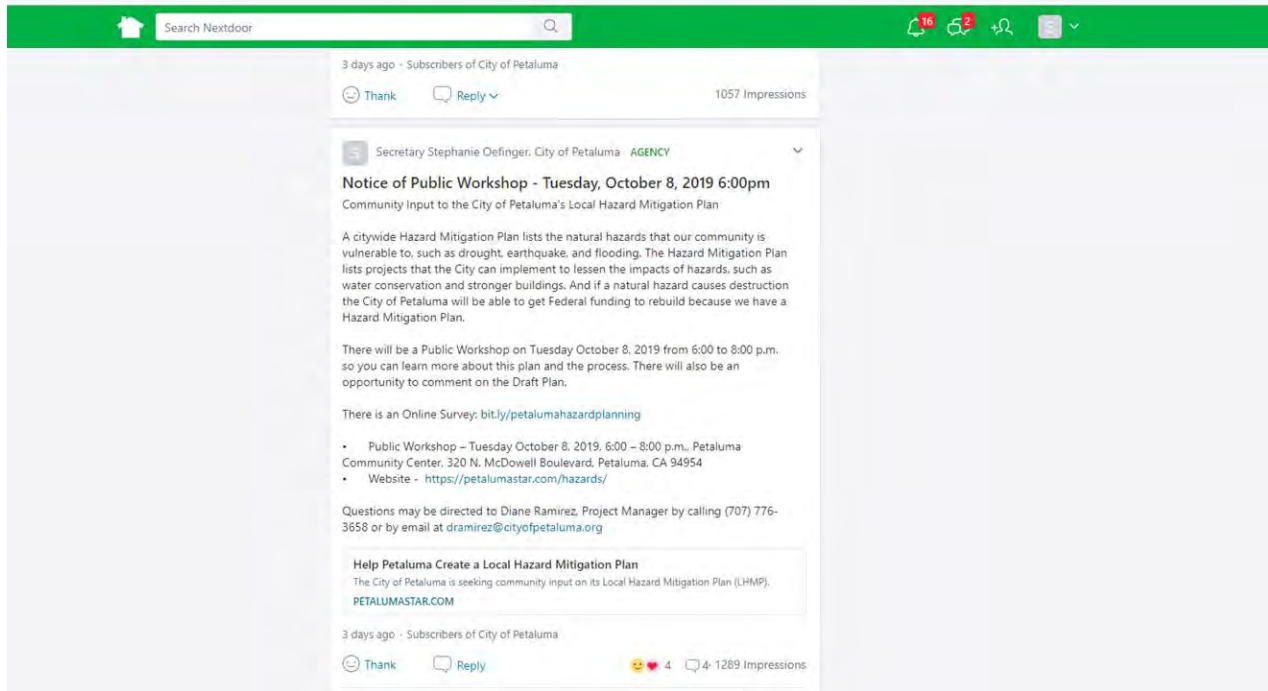 Search Nextdoor
16
2
S
3 days ago · Subscribers of City of Petaluma
Thank Reply 1057 Impressions
S Secretary Stephanie Oefinger, City of Petaluma AGENCY
Notice of Public Workshop - Tuesday, October 8, 2019 6:00pm
Community Input to the City of Petaluma's Local Hazard Mitigation Plan
A citywide Hazard Mitigation Plan lists the natural hazards that our community is
vulnerable to, such as drought, earthquake, and flooding. The Hazard Mitigation Plan
lists projects that the City can implement to lessen the impacts of hazards, such as
water conservation and stronger buildings. And if a natural hazard causes destruction
the City of Petaluma will be able to get Federal funding to rebuild because we have a
Hazard Mitigation Plan.
There will be a Public Workshop on Tuesday October 8, 2019 from 6:00 to 8:00 p.m.
so you can learn more about this plan and the process. There will also be an
opportunity to comment on the Draft Plan.
There is an Online Survey: bit.ly/petalumahazardplanning
• Public Workshop – Tuesday October 8, 2019, 6:00 – 8:00 p.m., Petaluma
Community Center, 320 N. McDowell Boulevard, Petaluma, CA 94954
• Website - https://petalumastar.com/hazards/
Questions may be directed to Diane Ramirez, Project Manager by calling (707) 776-
3658 or by email at dramirez@cityofpetaluma.org
Help Petaluma Create a Local Hazard Mitigation Plan
The City of Petaluma is seeking community input on its Local Hazard Mitigation Plan (LHMP).
PETALUMASTAR.COM
3 days ago · Subscribers of City of Petaluma
Thank Reply 4 4· 1289 Impressions